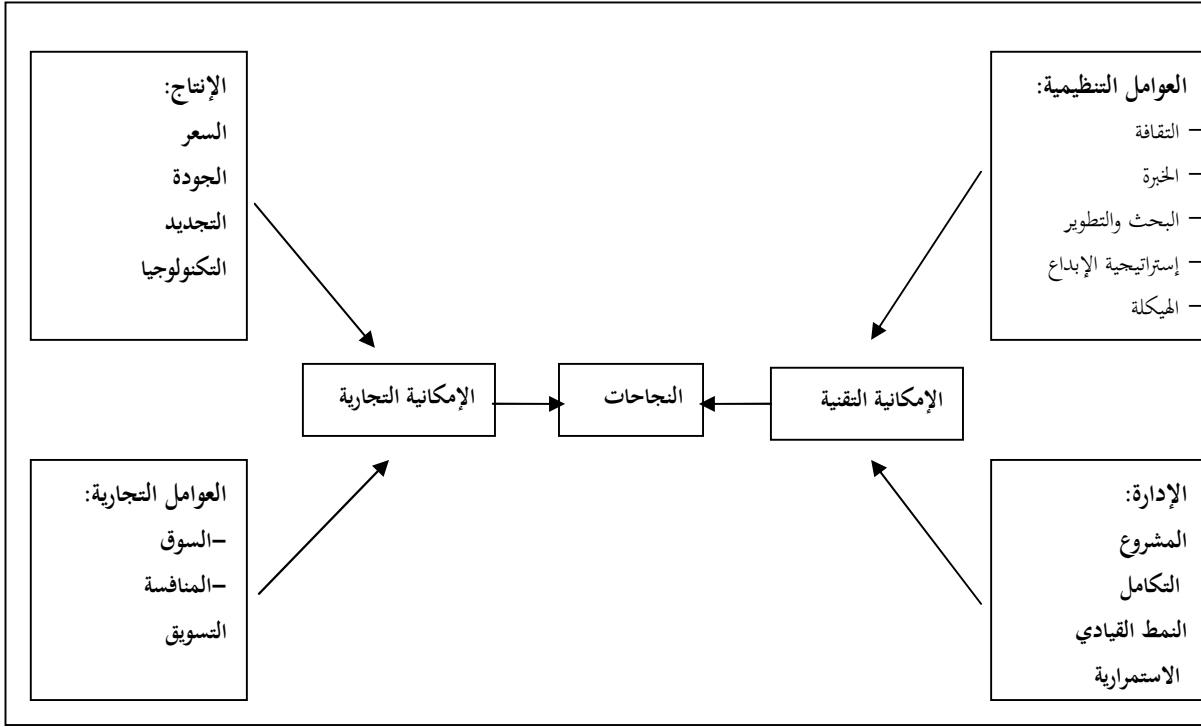 العوامل التنظيمية:
– التقافة
– الخبرة
– البحث والتطوير
– إستراتيجية الإبداع
– الهيكلة
الإنتاج:
السعر
الجودة
التجديد
التكنولوجيا
الإمكانية التقنية
النجاحات
الإمكانية التجارية
الإدارة:
المشروع
التكامل
النمط القيادي
الاستمرارية
العوامل التجارية:
–السوق
–المنافسة
التسويق